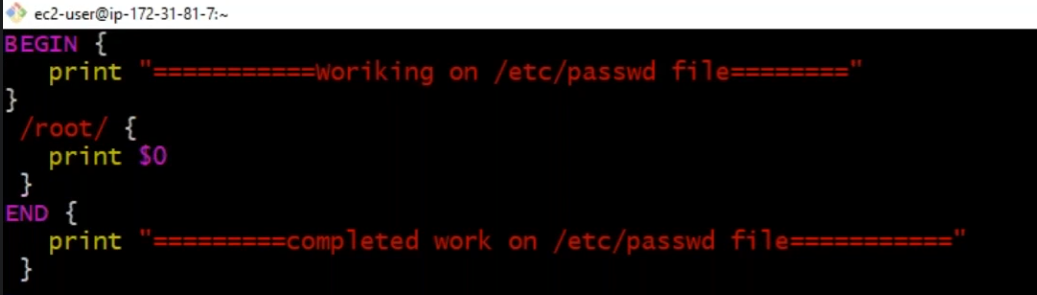 ec2-user@ip-172-31-81-7:~
BEGIN {
print "===========Woriking on /etc/passwd file========"
}
/root/ {
print $0
}
END {
print "=========completed work on /etc/passwd file==========="
}